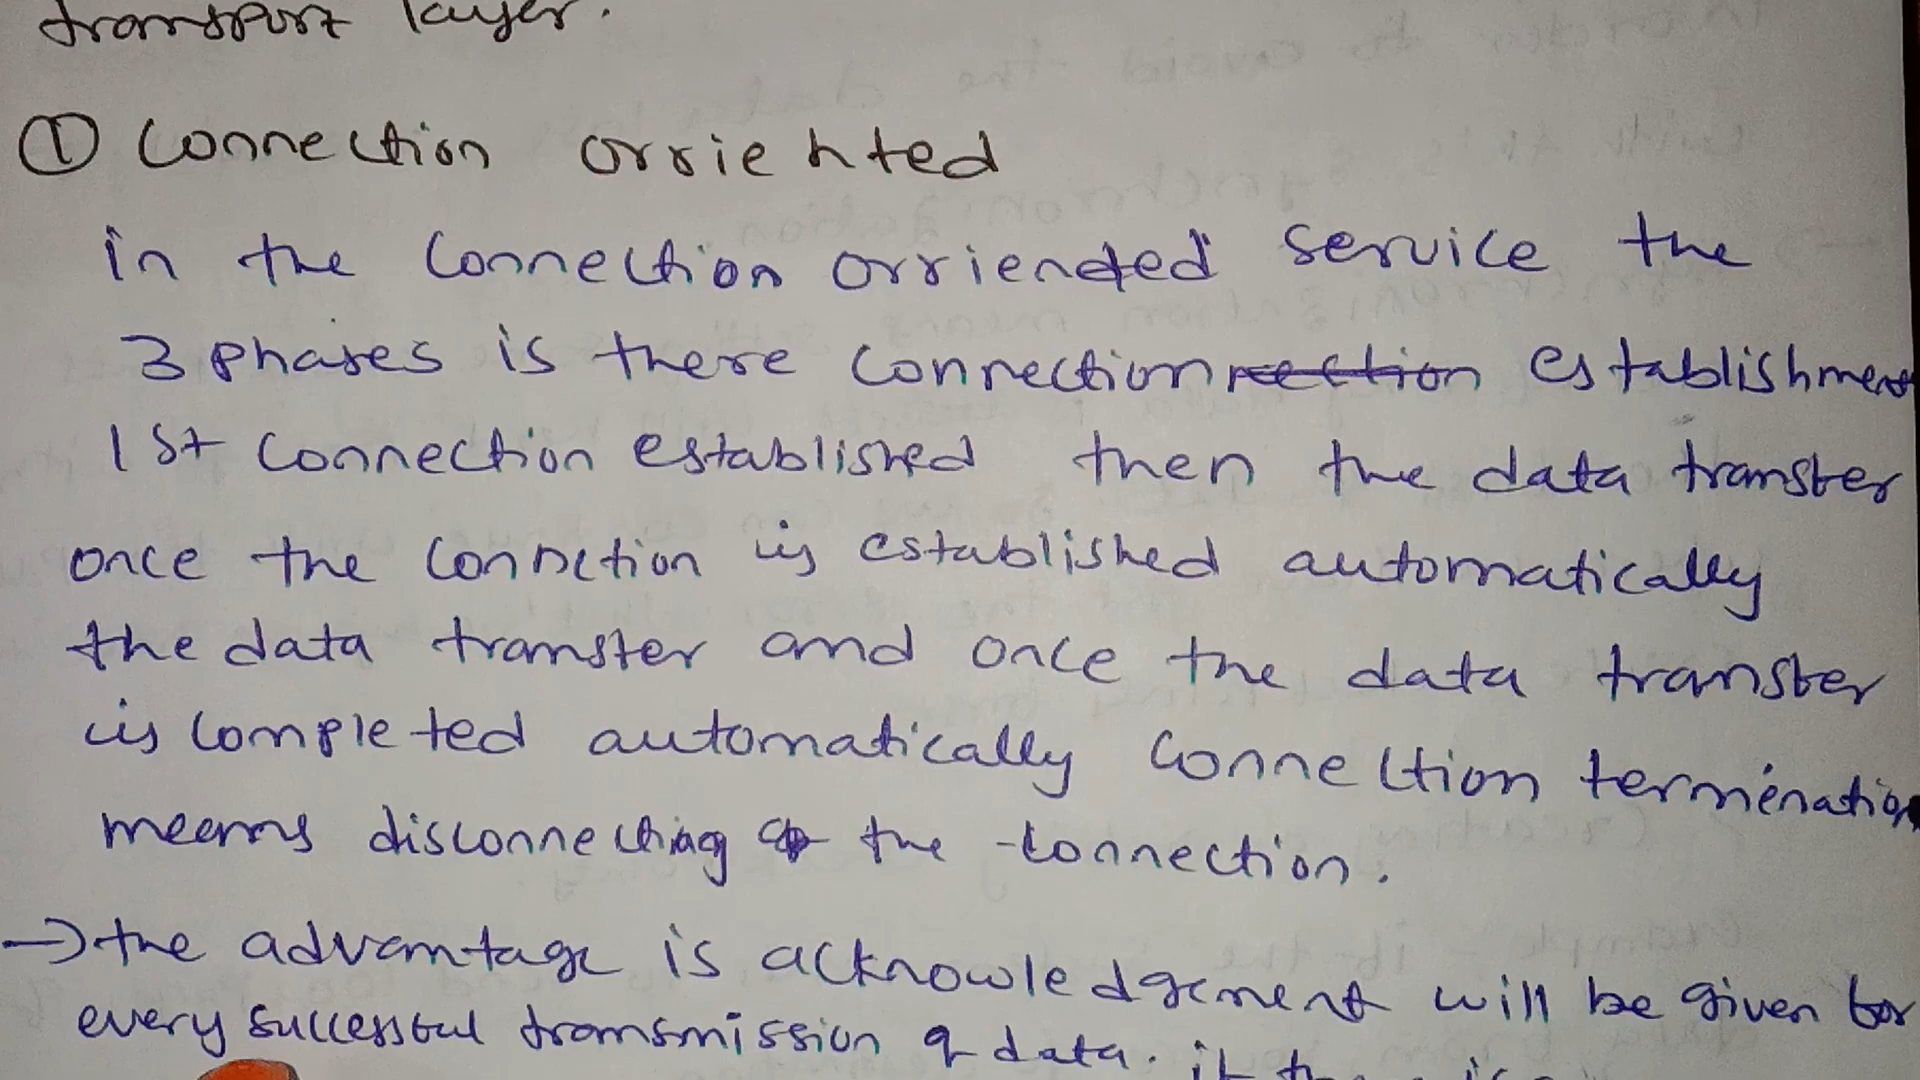 transport layer.
① Connection orriented
in the connection orriended service the
3 phases is there connection establishment
1st connection established then the data transfer
once the connction is established automatically
the data transfer and once the data transfer
is completed automatically connection termination
means disconnecting the connection.
→ the advantage is acknowledgement will be given for
every successful transmission of data. if